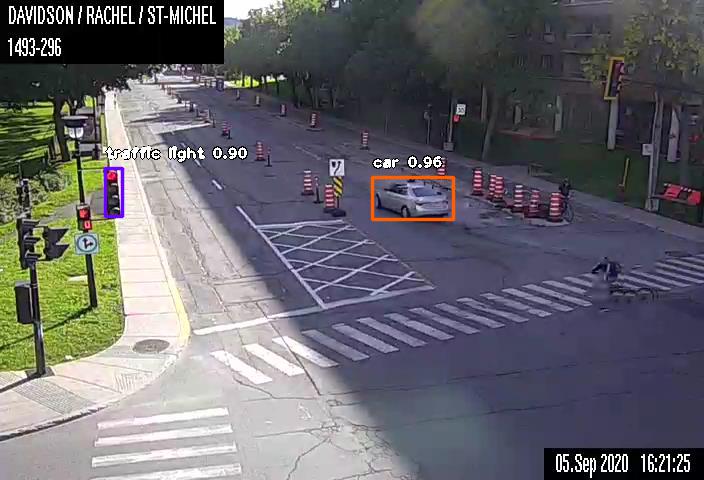 DAVIDSON / RACHEL / ST-MICHEL
1493-296
traffic light 0.90
car 0.96
05.Sep 2020 16:21:25